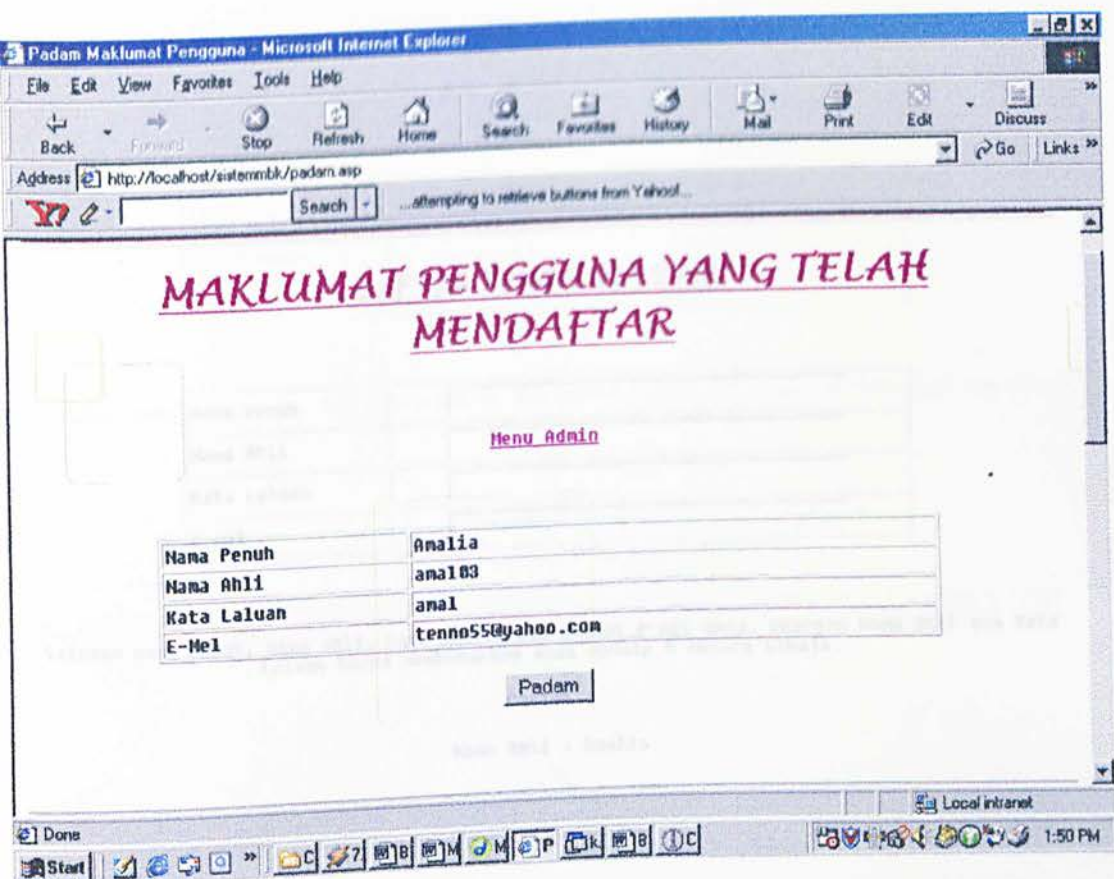 Padam Maklumat Pengguna - Microsoft Internet Explorer
File Edit View Favorites Tools Help
Back Forward Stop Refresh Home Search Favorites History Mail Print Edit Discuss
Address http://localhost/sistemmbk/padam.asp Go Links »
Search ...attempting to retrieve buttons from Yahoo!...
MAKLUMAT PENGGUNA YANG TELAH
MENDAFTAR
Menu Admin
Nama Penuh Amalia
Nama Ahli amal03
Kata Laluan amal
E-Mel tenno55@yahoo.com
Padam
Done Local intranet
Start » C 7 B M M P k B C 1:50 PM